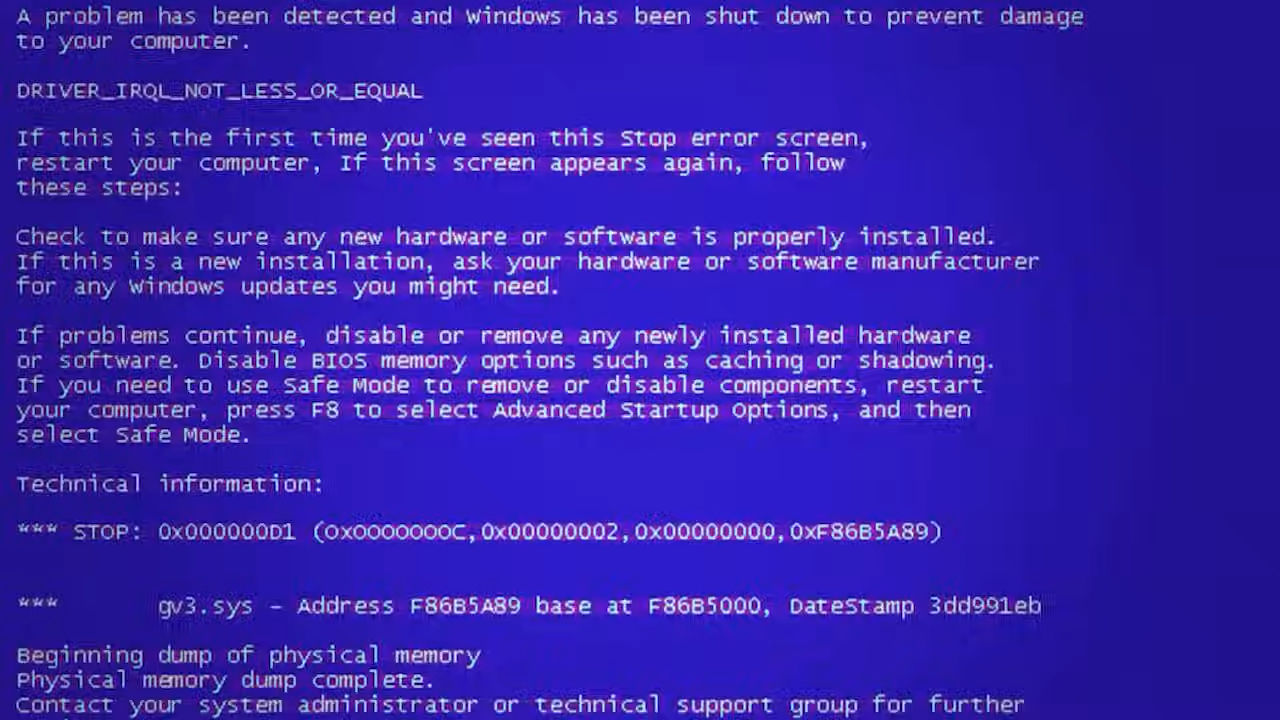 A problem has been detected and Windows has been shut down to prevent damage
to your computer.
DRIVER_IRQL_NOT_LESS_OR_EQUAL
If this is the first time you've seen this Stop error screen,
restart your computer, If this screen appears again, follow
these steps:
Check to make sure any new hardware or software is properly installed.
If this is a new installation, ask your hardware or software manufacturer
for any Windows updates you might need.
If problems continue, disable or remove any newly installed hardware
or software. Disable BIOS memory options such as caching or shadowing.
If you need to use Safe Mode to remove or disable components, restart
your computer, press F8 to select Advanced Startup Options, and then
select Safe Mode.
Technical information:
*** STOP: 0x000000D1 (0x0000000C,0x00000002,0x00000000,0xF86B5A89)
*** gv3.sys – Address F86B5A89 base at F86B5000, DateStamp 3dd991eb
Beginning dump of physical memory
Physical memory dump complete.
Contact your system administrator or technical support group for further